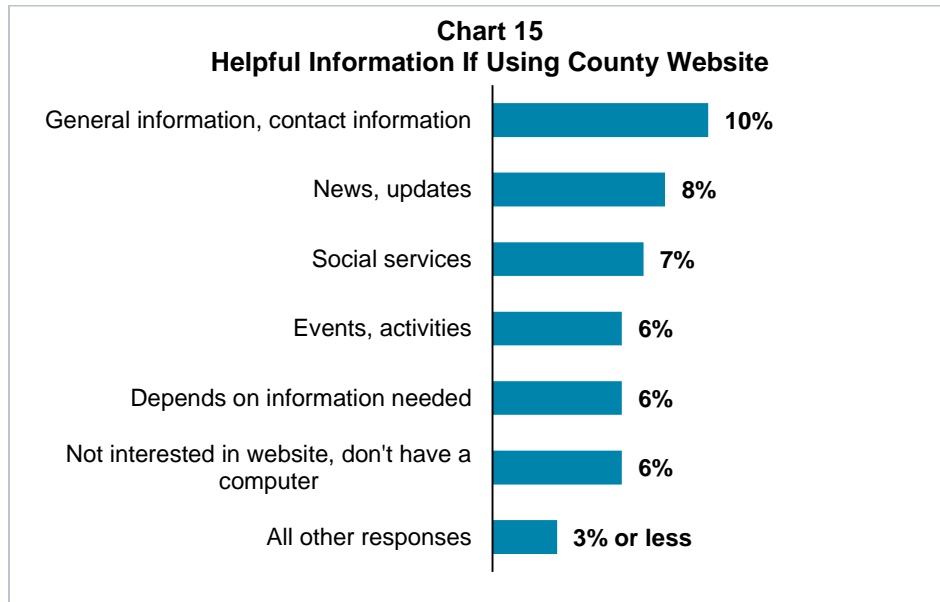 Chart 15
Helpful Information If Using County Website
General information, contact information 10%
News, updates 8%
Social services 7%
Events, activities 6%
Depends on information needed 6%
Not interested in website, don't have a
computer 6%
All other responses 3% or less